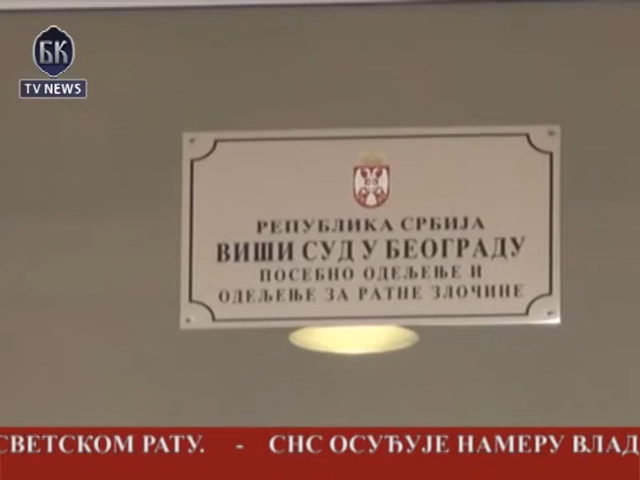 БК
TV NEWS
РЕПУБЛИКА СРБИЈА
ВИШИ СУД У БЕОГРАДУ
ПОСЕБНО ОДЕЉЕЊЕ И
ОДЕЉЕЊЕ ЗА РАТНЕ ЗЛОЧИНЕ
СВЕТСКОМ РАТУ. - СНС ОСУЂУЈЕ НАМЕРУ ВЛАД